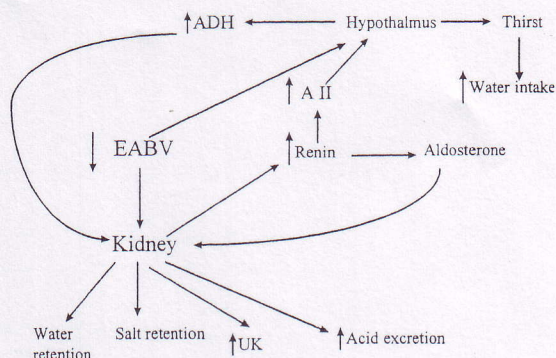 ADH
Hypothalmus
Thirst
A II
Water intake
EABV
Renin
Aldosterone
Kidney
Water
retention
Salt retention
UK
Acid excretion